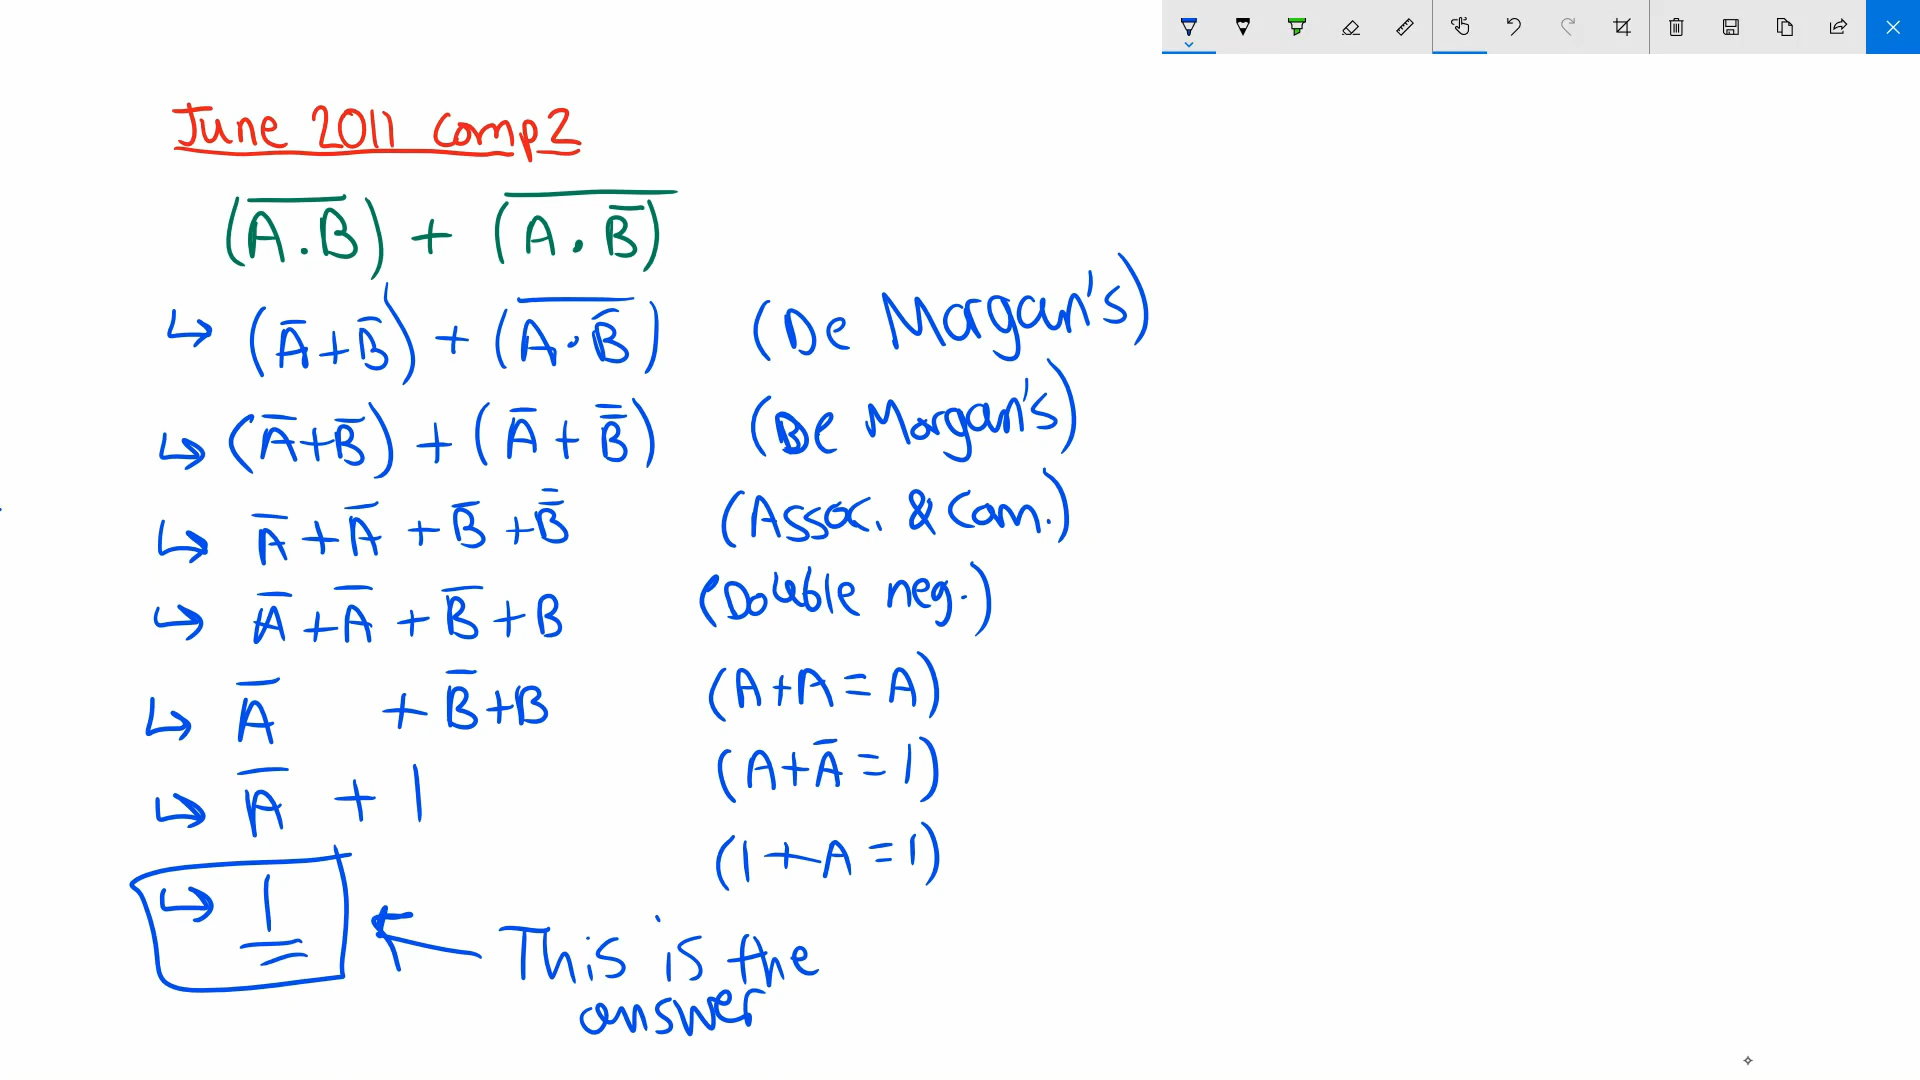 June 2011 comp2
(A̅.̅B̅) + (̅A̅ ̅.̅ ̅B̅̅)̅
↳ (A̅+B̅) + (A̅.̅B̅̅) (De Morgan's)
↳ (A̅+B̅) + (A̅ + B̅̅) (De Morgan's)
↳ A̅+A̅ + B̅ + B̅̅ (Assoc. & Com.)
↳ A̅+A̅ + B̅ + B (Double neg.)
↳ A̅ + B̅+B (A+A=A)
↳ A̅ + 1 (A+A̅=1)
↳ 1 (1+A=1)
This is the
answer